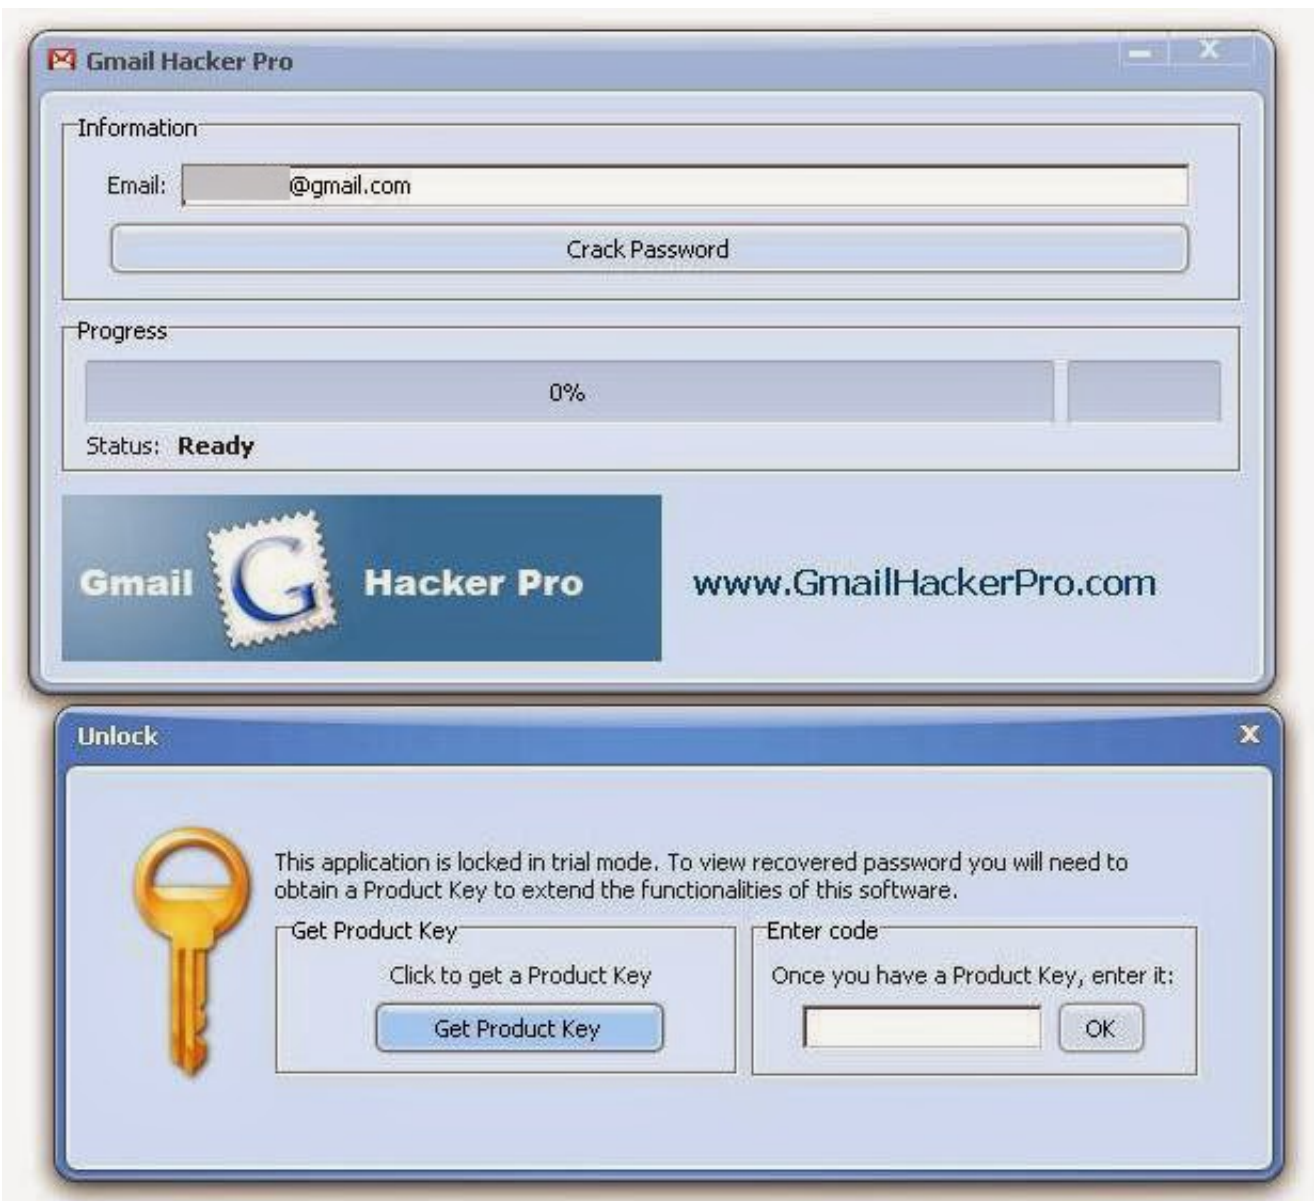 Gmail Hacker Pro
Information
Email: @gmail.com
Crack Password
Progress
0%
Status: Ready
Gmail G Hacker Pro
www.GmailHackerPro.com
Unlock
This application is locked in trial mode. To view recovered password you will need to
obtain a Product Key to extend the functionalities of this software.
Get Product Key
Click to get a Product Key
Get Product Key
Enter code
Once you have a Product Key, enter it:
OK